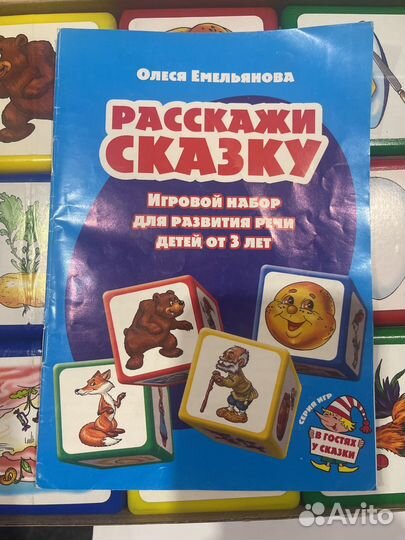 Олеся Емельянова
РАССКАЖИ
СКАЗКУ
ИГРОВОЙ НАБОР
ДЛЯ РАЗВИТИЯ РЕЧИ
ДЕТЕЙ ОТ 3 ЛЕТ
СЕРИЯ ИГР
В ГОСТЯХ
У СКАЗКИ
Avito